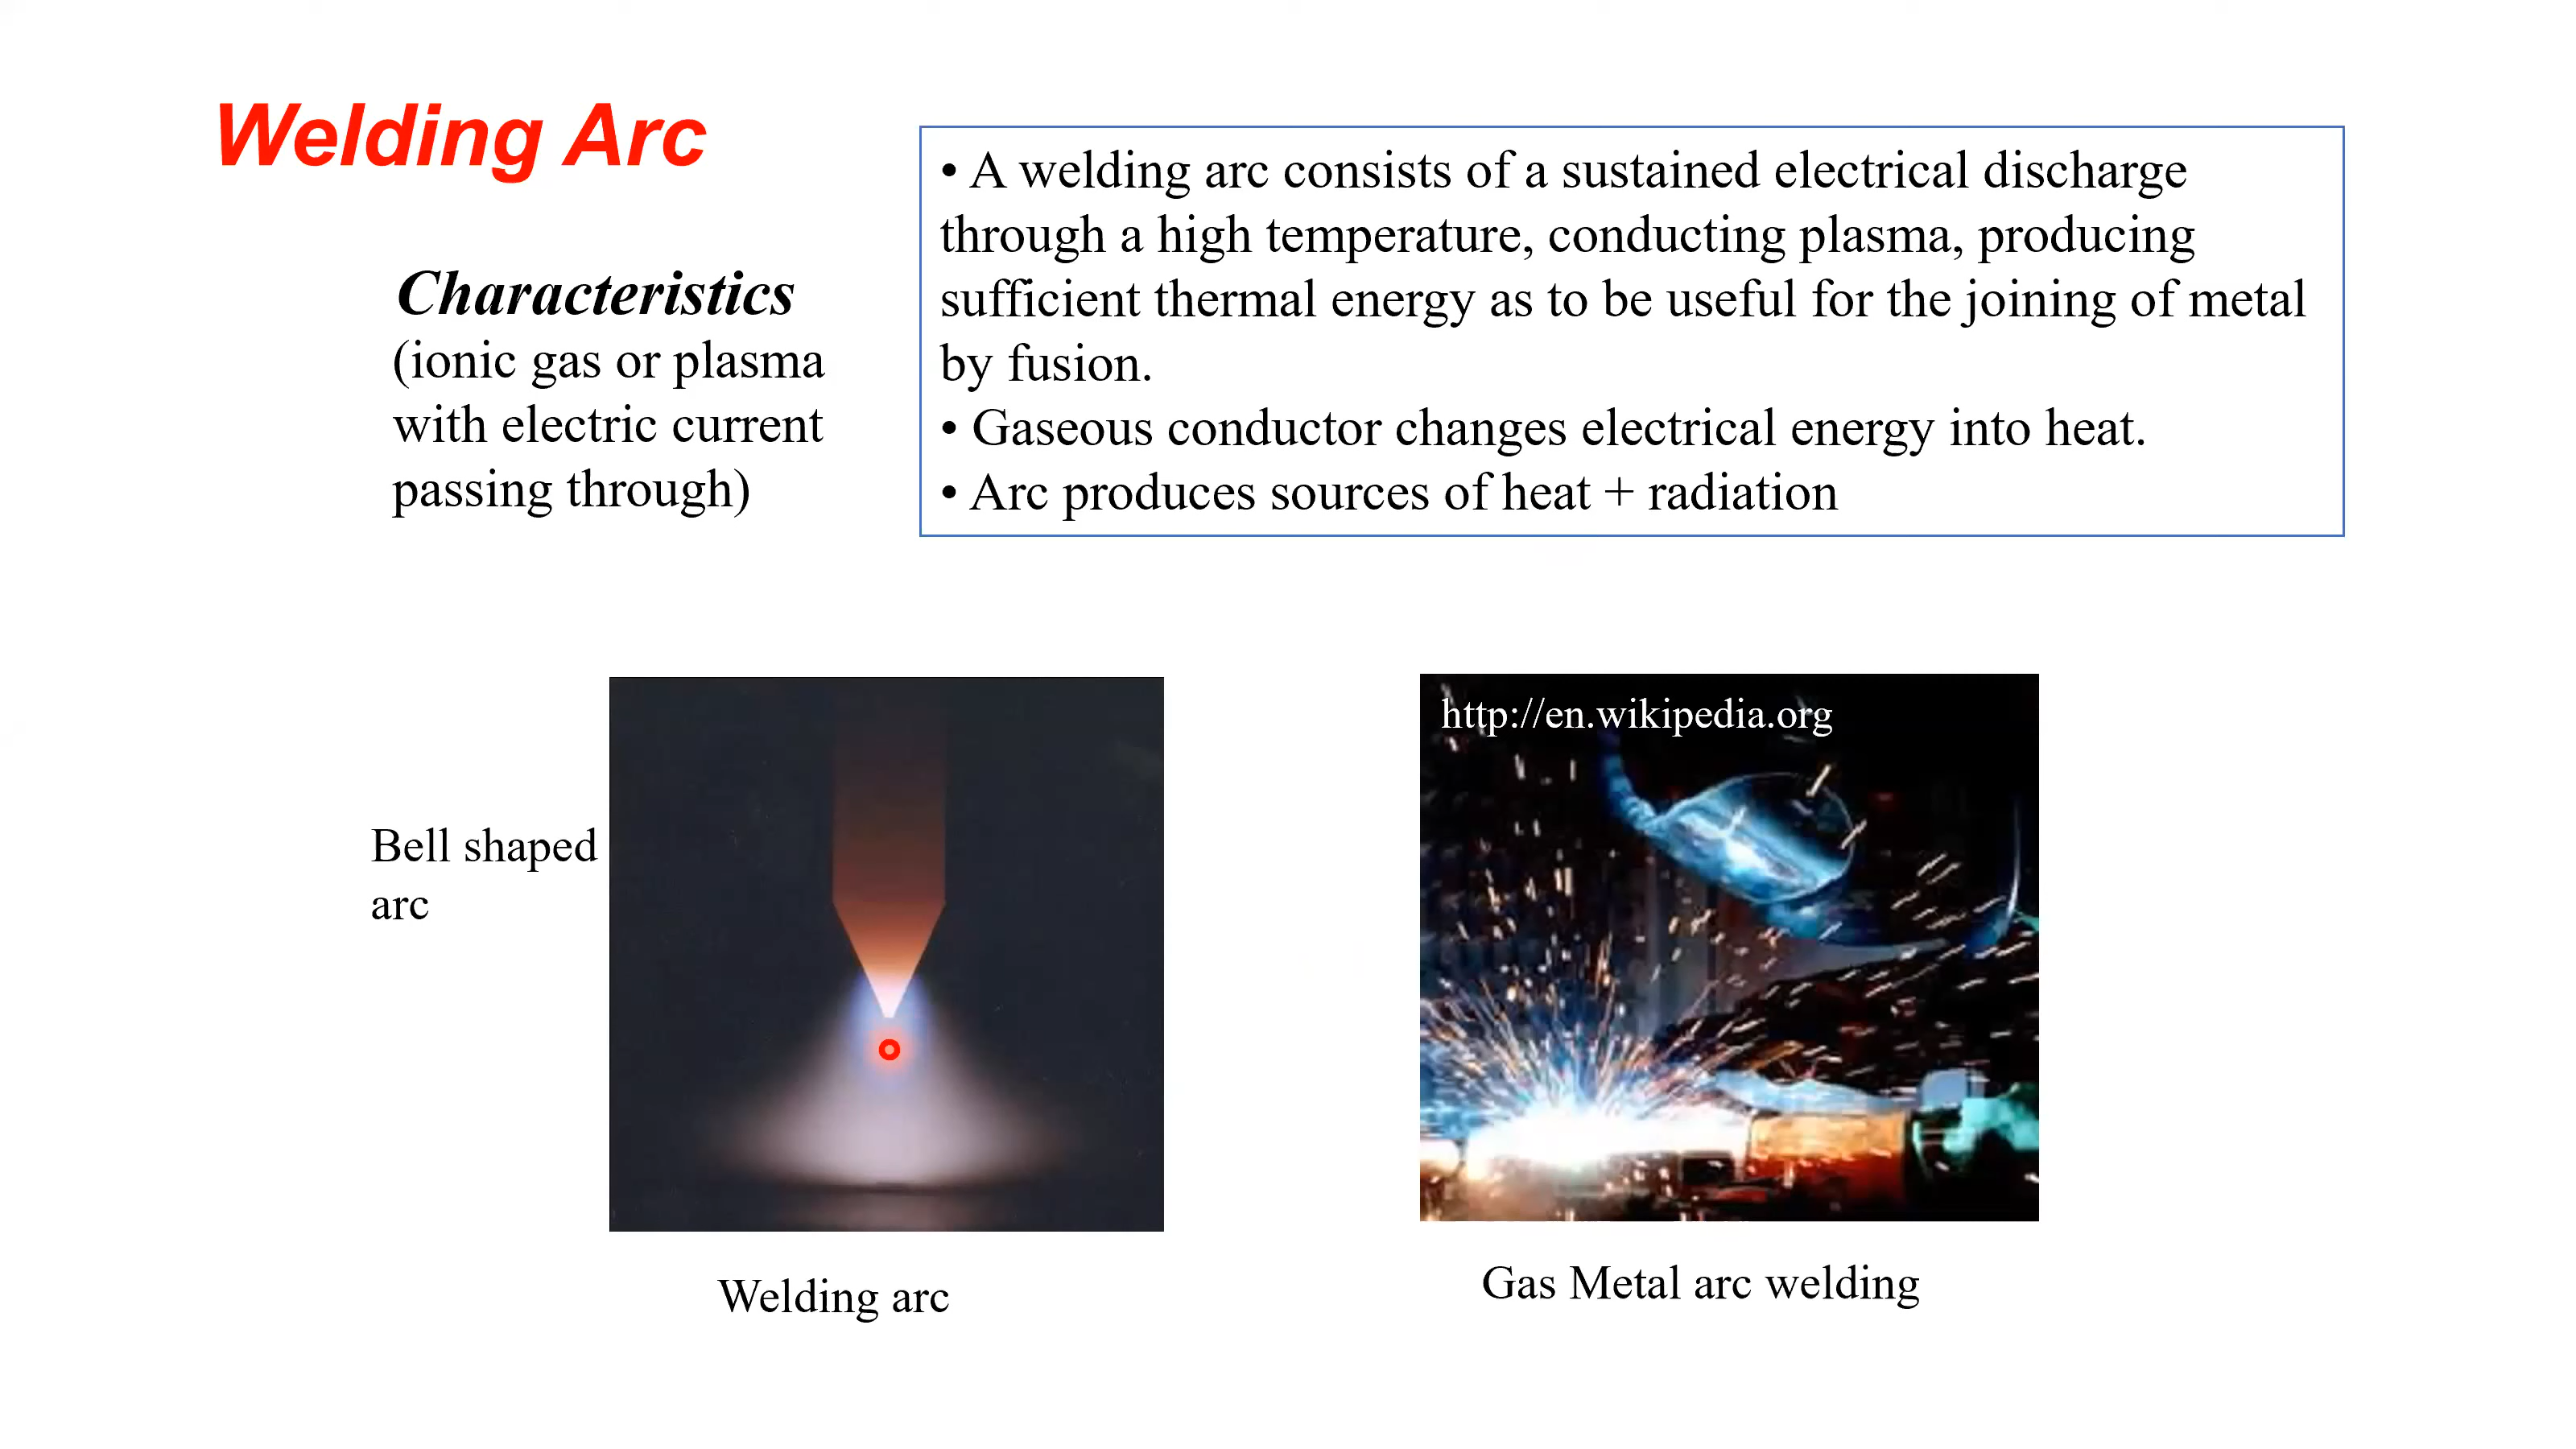 Welding Arc
Characteristics
(ionic gas or plasma
with electric current
passing through)
• A welding arc consists of a sustained electrical discharge
through a high temperature, conducting plasma, producing
sufficient thermal energy as to be useful for the joining of metal
by fusion.
• Gaseous conductor changes electrical energy into heat.
• Arc produces sources of heat + radiation
Bell shaped
arc
http://en.wikipedia.org
Welding arc
Gas Metal arc welding